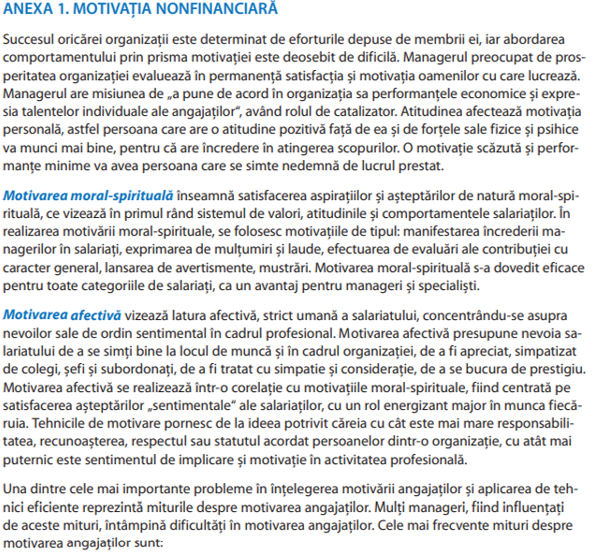 ANEXA 1. MOTIVAȚIA NONFINANCIARĂ
Succesul oricărei organizații este determinat de eforturile depuse de membrii ei, iar abordarea
comportamentului prin prisma motivației este deosebit de dificilă. Managerul preocupat de pros-
peritatea organizației evaluează în permanență satisfacția și motivația oamenilor cu care lucrează.
Managerul are misiunea de „a pune de acord în organizația sa performanțele economice și expre-
sia talentelor individuale ale angajaților“, având rolul de catalizator. Atitudinea afectează motivația
personală, astfel persoana care are o atitudine pozitivă față de ea și de forțele sale fizice și psihice
va munci mai bine, pentru că are încredere în atingerea scopurilor. O motivație scăzută și perfor-
manțe minime va avea persoana care se simte nedemnă de lucrul prestat.
Motivarea moral-spirituală înseamnă satisfacerea aspirațiilor și așteptărilor de natură moral-spi-
rituală, ce vizează în primul rând sistemul de valori, atitudinile și comportamentele salariaților. În
realizarea motivării moral-spirituale, se folosesc motivațiile de tipul: manifestarea încrederii ma-
nagerilor în salariați, exprimarea de mulțumiri și laude, efectuarea de evaluări ale contribuției cu
caracter general, lansarea de avertismente, mustrări. Motivarea moral-spirituală s-a dovedit eficace
pentru toate categoriile de salariați, ca un avantaj pentru manageri și specialiști.
Motivarea afectivă vizează latura afectivă, strict umană a salariatului, concentrându-se asupra
nevoilor sale de ordin sentimental în cadrul profesional. Motivarea afectivă presupune nevoia sa-
lariatului de a se simți bine la locul de muncă și în cadrul organizației, de a fi apreciat, simpatizat
de colegi, șefi și subordonați, de a fi tratat cu simpatie și considerație, de a se bucura de prestigiu.
Motivarea afectivă se realizează într-o corelație cu motivațiile moral-spirituale, fiind centrată pe
satisfacerea așteptărilor „sentimentale“ ale salariaților, cu un rol energizant major în munca fiecă-
ruia. Tehnicile de motivare pornesc de la ideea potrivit căreia cu cât este mai mare responsabili-
tatea, recunoașterea, respectul sau statutul acordat persoanelor dintr-o organizație, cu atât mai
puternic este sentimentul de implicare și motivație în activitatea profesională.
Una dintre cele mai importante probleme în înțelegerea motivării angajaților și aplicarea de teh-
nici eficiente reprezintă miturile despre motivarea angajaților. Mulți manageri, fiind influențați
de aceste mituri, întâmpină dificultăți în motivarea angajaților. Cele mai frecvente mituri despre
motivarea angajaților sunt: